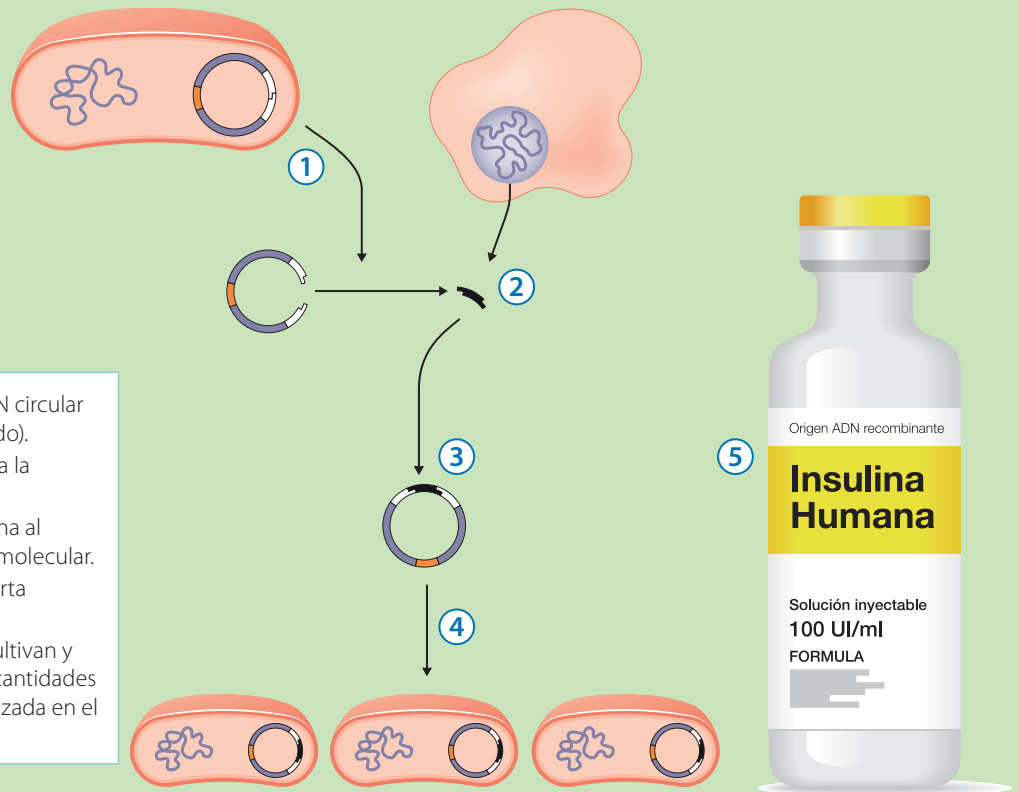 1
2
3
4
5
N circular
do).
a la
na al
molecular.
rta
ultivan y
cantidades
zada en el
Origen ADN recombinante
Insulina
Humana
Solución inyectable
100 UI/ml
FORMULA